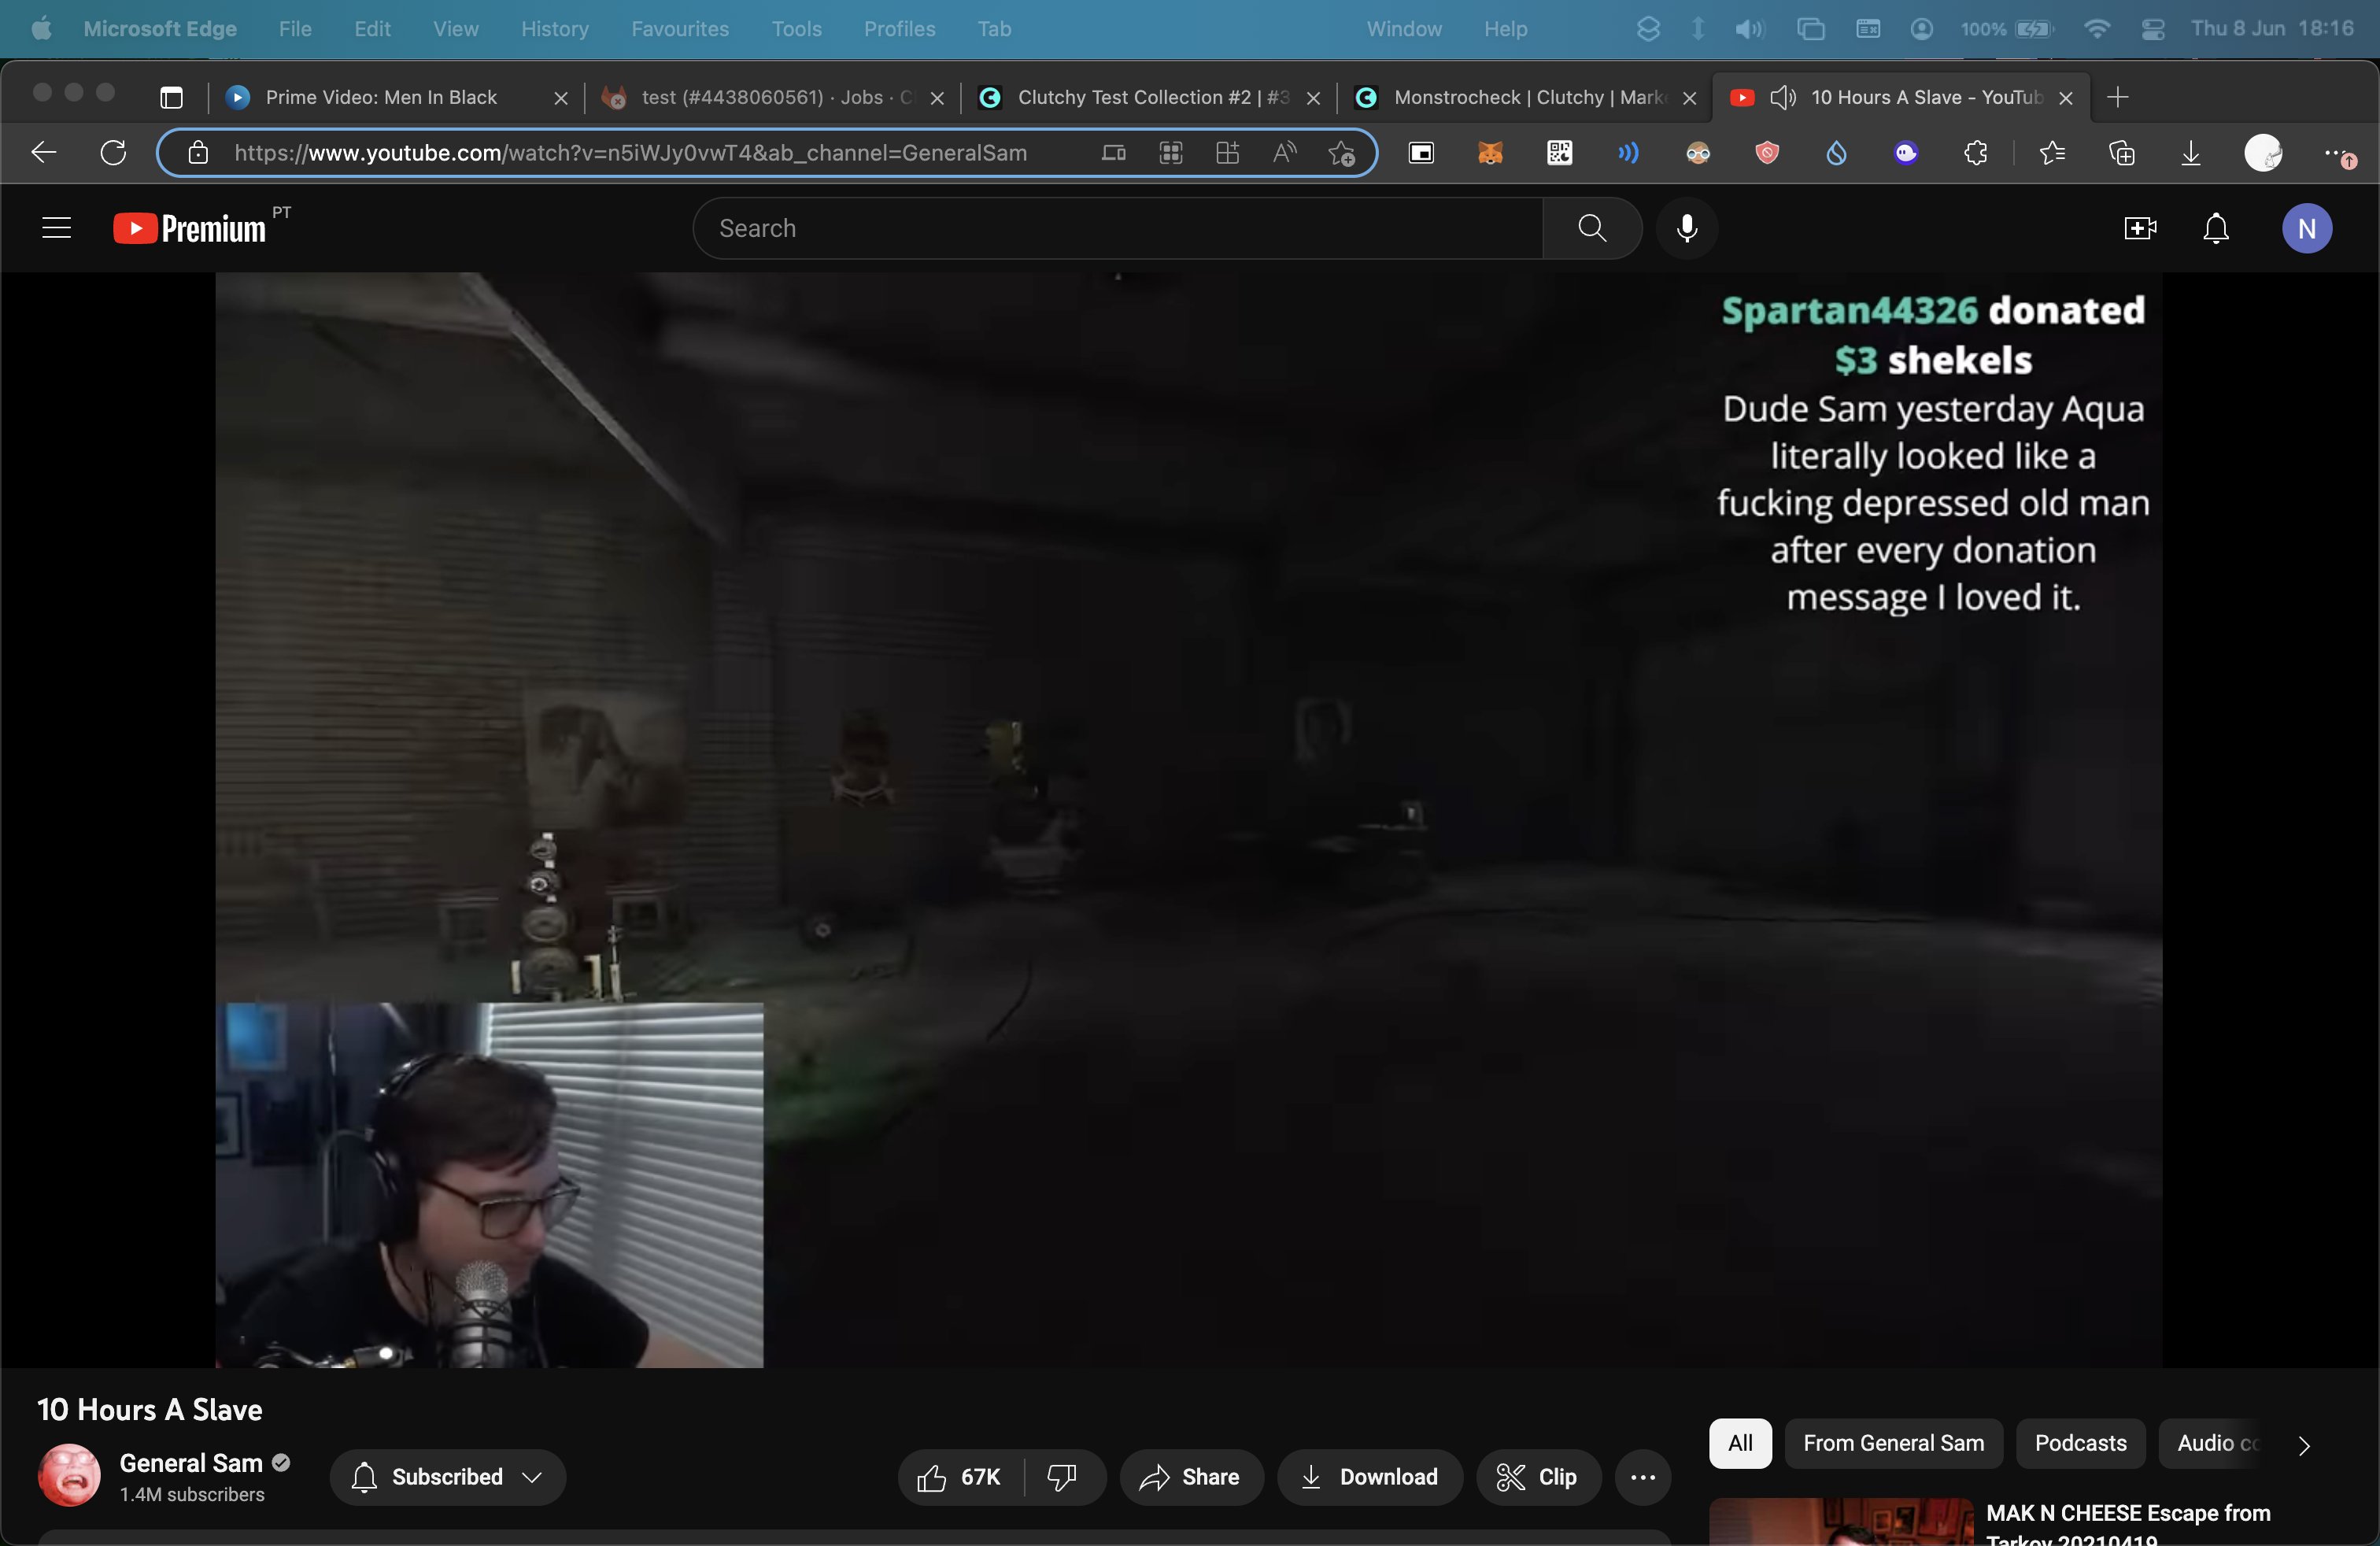 Microsoft Edge File Edit View History Favourites Tools Profiles Tab Window Help 100% Thu 8 Jun 18:16
Prime Video: Men In Black test (#4438060561) · Jobs · C Clutchy Test Collection #2 | #3 Monstrocheck | Clutchy | Mark 10 Hours A Slave - YouTub
https://www.youtube.com/watch?v=n5iWJy0vwT4&ab_channel=GeneralSam
Premium PT Search N
Spartan44326 donated
$3 shekels
Dude Sam yesterday Aqua
literally looked like a
fucking depressed old man
after every donation
message I loved it.
10 Hours A Slave
General Sam
1.4M subscribers
Subscribed
67K Share Download Clip
All From General Sam Podcasts Audio co
MAK N CHEESE Escape from
Tarkov 20210419